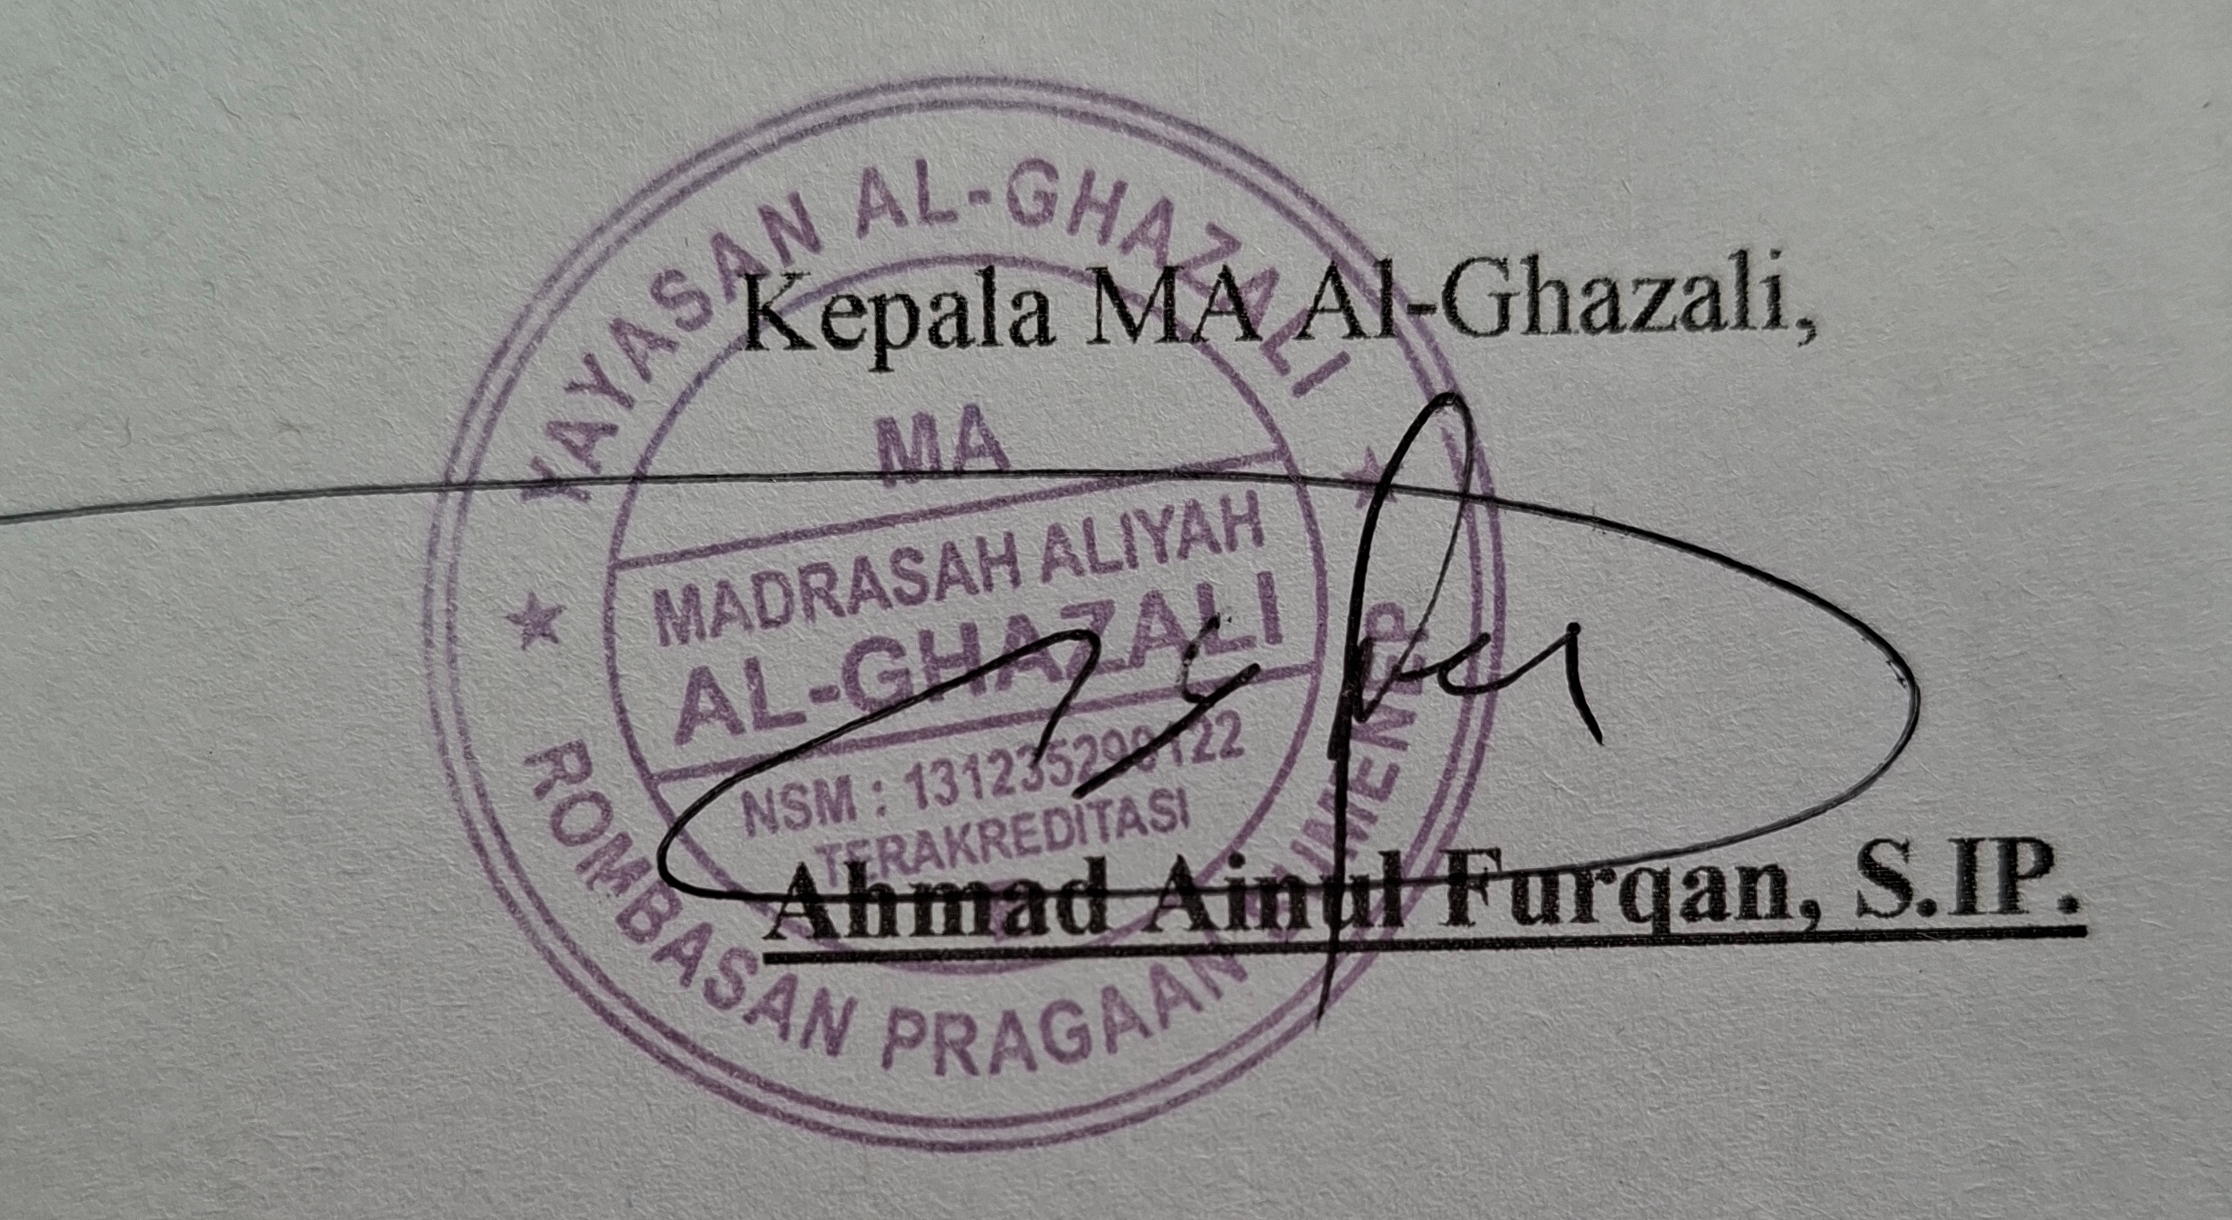 YAYASAN AL-GHAZALI
Kepala MA Al-Ghazali,
MA
MADRASAH ALIYAH
AL-GHAZALI
NSM : 131235290122
TERAKREDITASI
Ahmad Ainul Furqan, S.IP.
ROMBASAN PRAGAAN SUMENEP